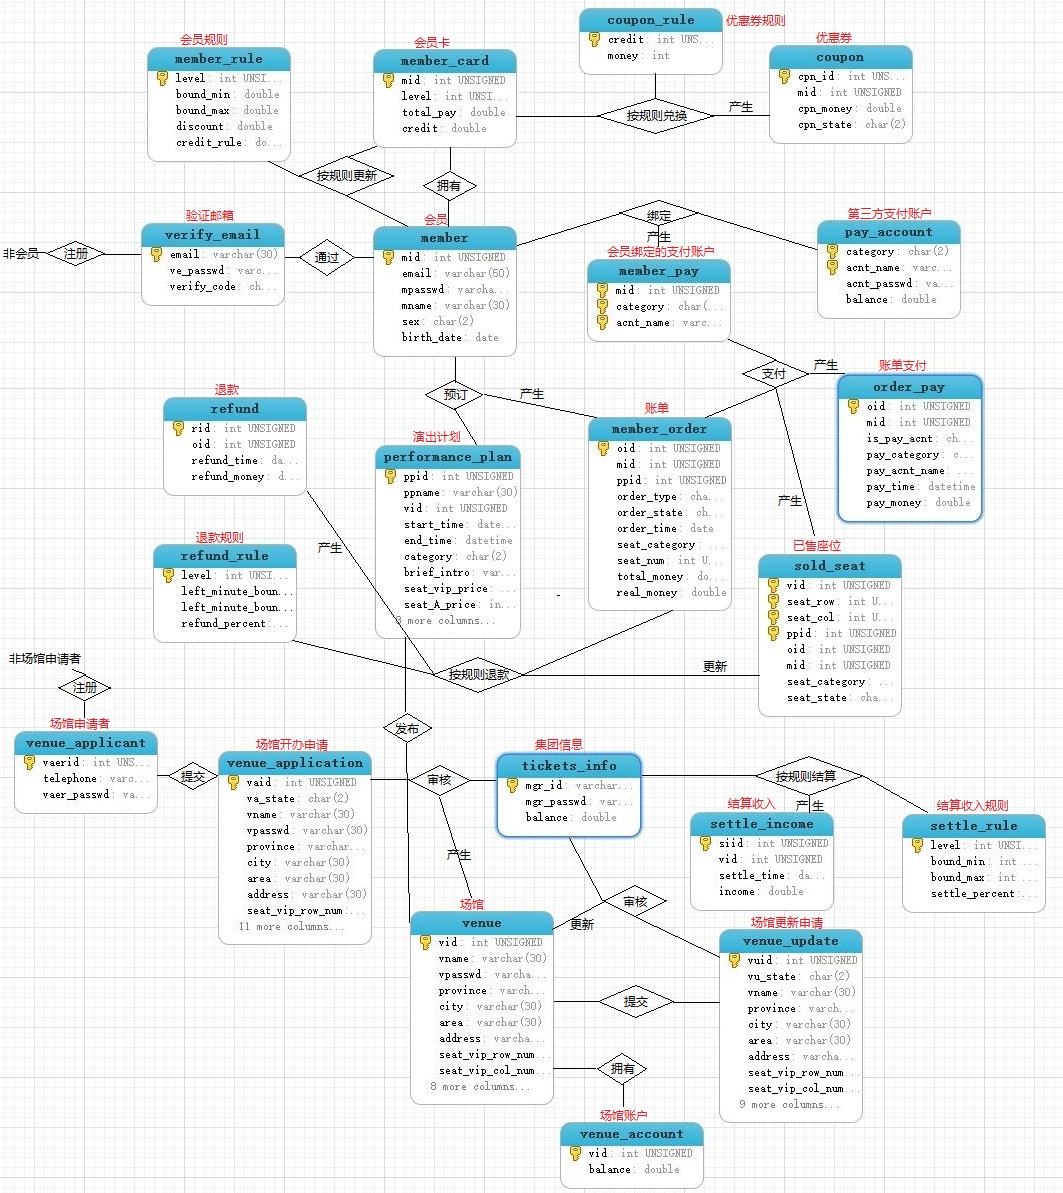 会员规则
member_rule
level: int UNSI...
bound_min: double
bound_max: double
discount: double
credit_rule: do...
会员卡
member_card
mid: int UNSIGNED
level: int UNSI...
total_pay: double
credit: double
优惠券规则
coupon_rule
credit: int UNS...
money: int
优惠券
coupon
cpn_id: int UNS...
mid: int UNSIGNED
cpn_money: double
cpn_state: char(2)
按规则兑换
产生
按规则更新
拥有
非会员
注册
验证邮箱
verify_email
email: varchar(30)
ve_passwd: varc...
verify_code: ch...
通过
会员
member
mid: int UNSIGNED
email: varchar(50)
mpasswd: varcha...
mname: varchar(30)
sex: char(2)
birth_date: date
绑定
产生
会员绑定的支付账户
member_pay
mid: int UNSIGNED
category: char(...
acnt_name: varc...
第三方支付账户
pay_account
category: char(2)
acnt_name: varc...
acnt_passwd: va...
balance: double
支付
产生
产生
账单支付
order_pay
oid: int UNSIGNED
mid: int UNSIGNED
is_pay_acnt: ch...
pay_category: c...
pay_acnt_name: ...
pay_time: datetime
pay_money: double
预订
产生
退款
refund
rid: int UNSIGNED
oid: int UNSIGNED
refund_time: da...
refund_money: d...
演出计划
performance_plan
ppid: int UNSIGNED
ppname: varchar(30)
vid: int UNSIGNED
start_time: date...
end_time: datetime
category: char(2)
brief_intro: var...
seat_vip_price: ...
seat_A_price: in...
8 more columns...
账单
member_order
oid: int UNSIGNED
mid: int UNSIGNED
ppid: int UNSIGNED
order_type: cha...
order_state: ch...
order_time: date
seat_category: ...
seat_num: int U...
total_money: do...
real_money: double
退款规则
refund_rule
level: int UNSI...
left_minute_boun...
left_minute_boun...
refund_percent: ...
产生
已售座位
sold_seat
vid: int UNSIGNED
seat_row: int U...
seat_col: int U...
ppid: int UNSIGNED
oid: int UNSIGNED
mid: int UNSIGNED
seat_category: ...
seat_state: cha...
按规则退款
更新
非场馆申请者
注册
场馆申请者
venue_applicant
vaerid: int UNS...
telephone: varc...
vaer_passwd: va...
提交
场馆开办申请
venue_application
vaid: int UNSIGNED
va_state: char(2)
vname: varchar(30)
vpasswd: varchar(30)
province: varchar...
city: varchar(30)
area: varchar(30)
address: varchar(30)
seat_vip_row_num: ...
11 more columns...
发布
审核
产生
集团信息
tickets_info
mgr_id: varchar...
mgr_passwd: var...
balance: double
按规则结算
产生
结算收入
settle_income
siid: int UNSIGNED
vid: int UNSIGNED
settle_time: da...
income: double
结算收入规则
settle_rule
level: int UNSI...
bound_min: int ...
bound_max: int ...
settle_percent: ...
审核
更新
场馆
venue
vid: int UNSIGNED
vname: varchar(30)
vpasswd: varcha...
province: varch...
city: varchar(30)
area: varchar(30)
address: varcha...
seat_vip_row_num...
seat_vip_col_num...
8 more columns...
提交
场馆更新申请
venue_update
vuid: int UNSIGNED
vu_state: char(2)
vname: varchar(30)
province: varch...
city: varchar(30)
area: varchar(30)
address: varcha...
seat_vip_row_num...
seat_vip_col_num...
9 more columns...
拥有
场馆账户
venue_account
vid: int UNSIGNED
balance: double